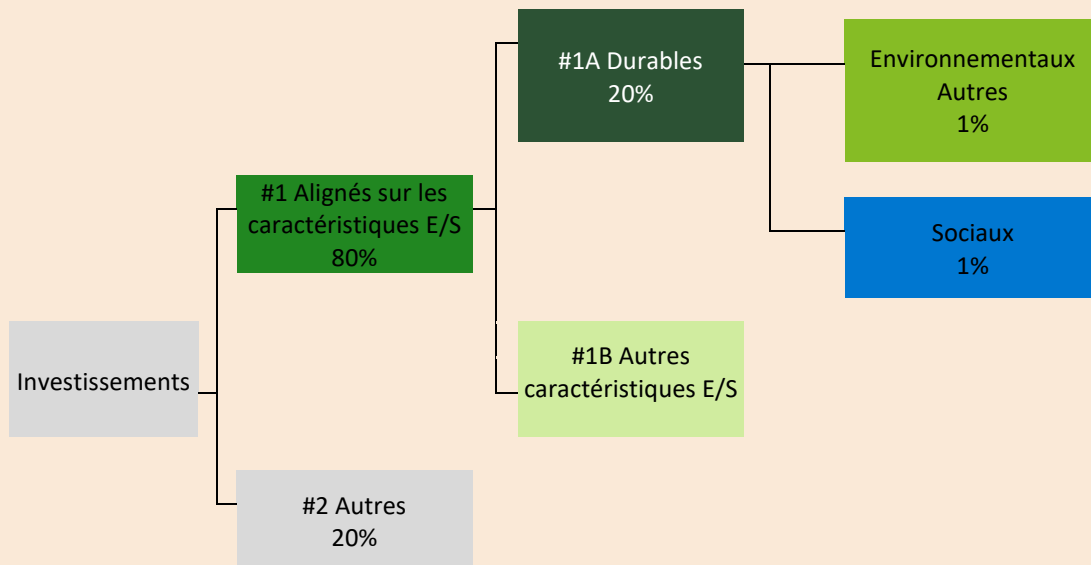 Investissements
#1 Alignés sur les
caractéristiques E/S
80%
#2 Autres
20%
#1A Durables
20%
#1B Autres
caractéristiques E/S
Environnementaux
Autres
1%
Sociaux
1%